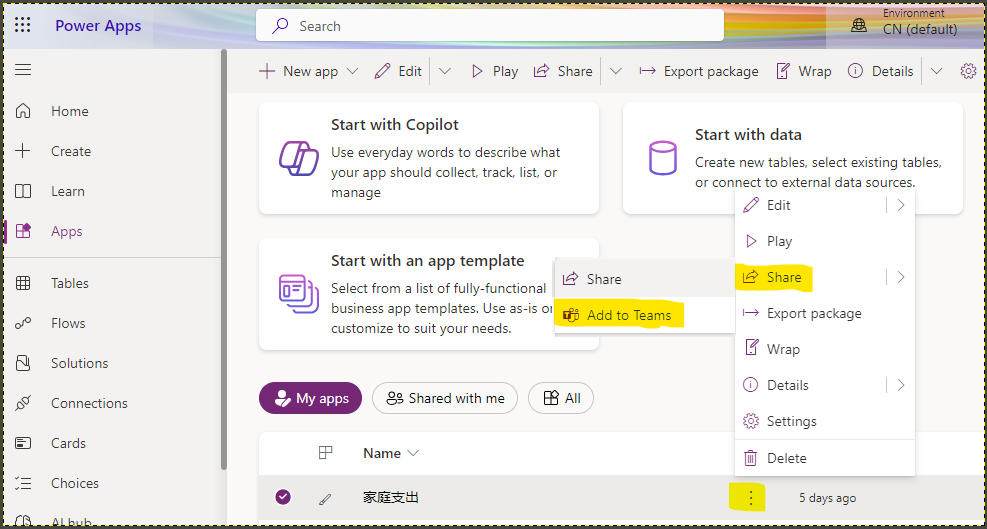 Power Apps
Search
Environment
CN (default)
New app
Edit
Play
Share
Export package
Wrap
Details
Home
Create
Learn
Apps
Tables
Flows
Solutions
Connections
Cards
Choices
AI hub
Start with Copilot
Use everyday words to describe what
your app should collect, track, list, or
manage
Start with data
Create new tables, select existing tables,
or connect to external data sources.
Start with an app template
Select from a list of fully-functional
business app templates. Use as-is or
customize to suit your needs.
Share
Add to Teams
Edit
Play
Share
Export package
Wrap
Details
Settings
Delete
My apps
Shared with me
All
Name
家庭支出
5 days ago